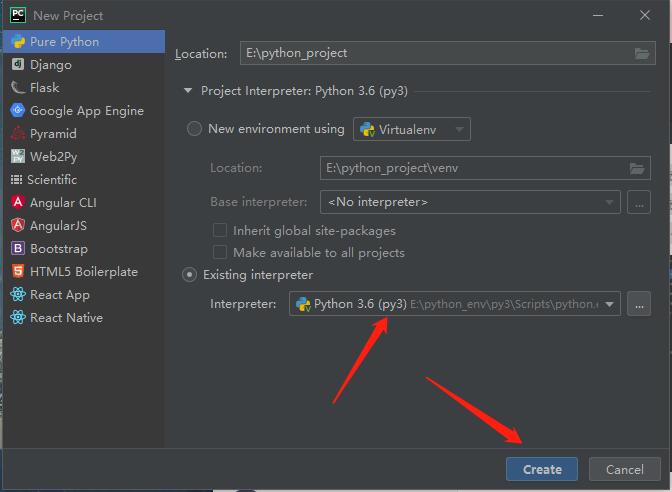 PC New Project
Pure Python
Django
Flask
Google App Engine
Pyramid
Web2Py
Scientific
Angular CLI
AngularJS
Bootstrap
HTML5 Boilerplate
React App
React Native
Location: E:\python_project
Project Interpreter: Python 3.6 (py3)
New environment using Virtualenv
Location: E:\python_project\venv
Base interpreter: <No interpreter> ...
Inherit global site-packages
Make available to all projects
Existing interpreter
Interpreter: Python 3.6 (py3) E:\python_env\py3\Scripts\python.e ...
Create Cancel